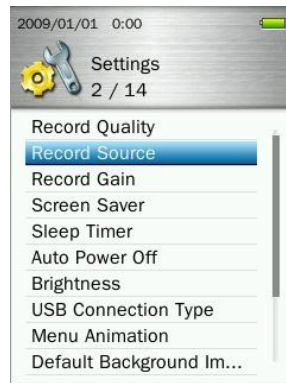 2009/01/01 0:00
Settings
2 / 14
Record Quality
Record Source
Record Gain
Screen Saver
Sleep Timer
Auto Power Off
Brightness
USB Connection Type
Menu Animation
Default Background Im...